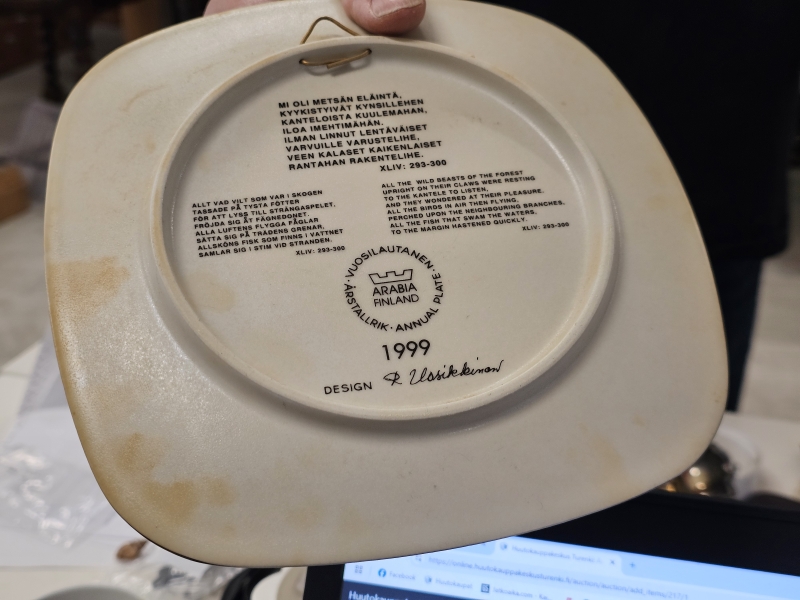 MI OLI METSÄN ELÄINTÄ,
KYYKISTYIVÄT KYNSILLEHEN
KANTELOISTA KUULEMAHAN,
ILOA IMEHTIMÄHÄN.
ILMAN LINNUT LENTÄVÄISET
VARVUILLE VARUSTELIHE,
VEEN KALASET KAIKENLAISET
RANTAHAN RAKENTELIHE.
XLIV: 293-300
ALLT VAD VILT SOM VAR I SKOGEN
TASSADE PÅ TYSTA FÖTTER
FÖR ATT LYSS TILL STRÄNGASPELET,
FRÖJDA SIG ÅT FÄGNEDONET.
ALLA LUFTENS FLYGGA FÅGLAR
SATTA SIG PÅ TRÄDENS GRENAR,
ALLSKÖNS FISK SOM FINNS I VATTNET
SAMLAR SIG I STIM VID STRANDEN.
XLIV: 293-300
ALL THE WILD BEASTS OF THE FOREST
UPRIGHT ON THEIR CLAWS WERE RESTING
TO THE KANTELE TO LISTEN,
AND THEY WONDERED AT THEIR PLEASURE.
ALL THE BIRDS IN AIR THEN FLYING,
PERCHED UPON THE NEIGHBOURING BRANCHES,
ALL THE FISH THAT SWAM THE WATERS,
TO THE MARGIN HASTENED QUICKLY.
XLIV: 293-300
· VUOSILAUTANEN ·
ÅRSTALLRIK · ANNUAL PLATE
ARABIA
FINLAND
1999
DESIGN R. Uosikkinen
Facebook